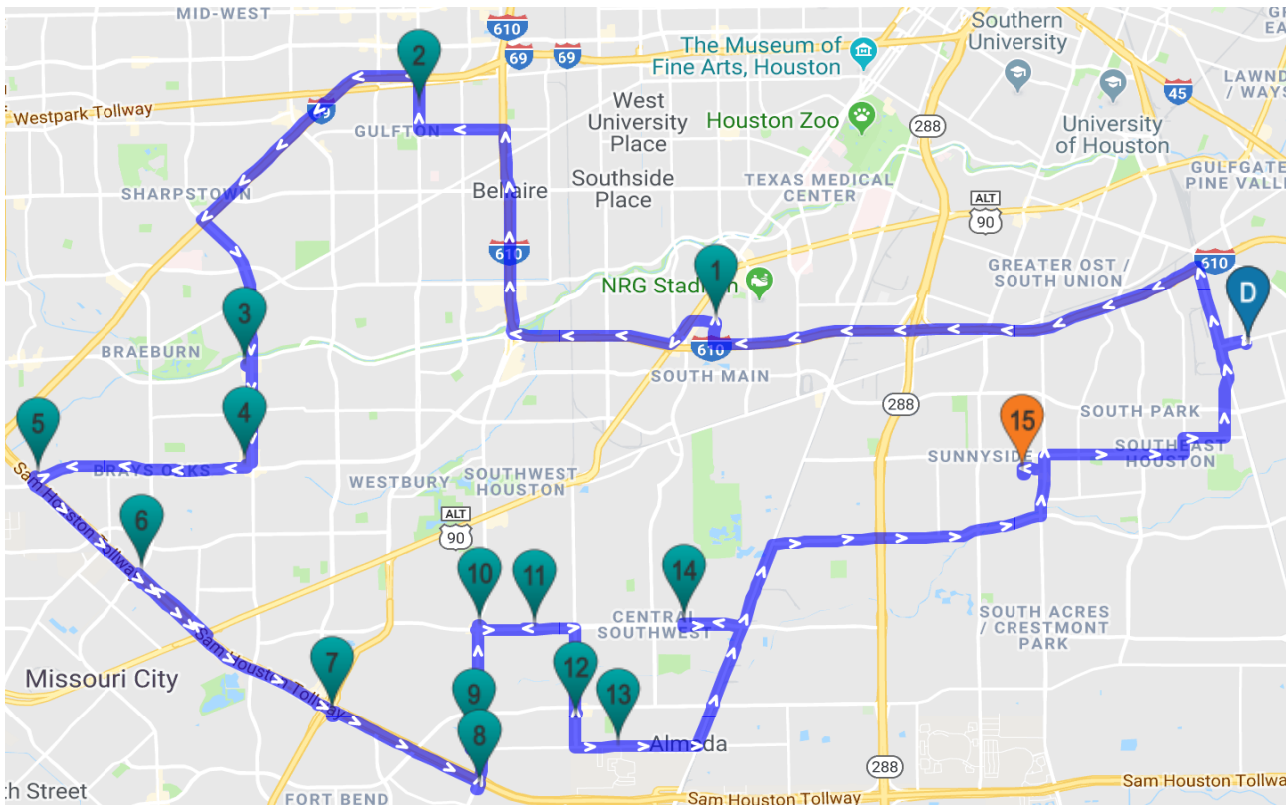 MID-WEST
610
2
69
69
The Museum of
Fine Arts, Houston
Southern
University
45
LAWND
/ WAYS
Westpark Tollway
GULFTON
West
University
Place
Houston Zoo
288
University
of Houston
SHARPSTOWN
Bellaire
Southside
Place
TEXAS MEDICAL
CENTER
GULFGATE
PINE VALLE
ALT
90
610
1
NRG Stadium
GREATER OST /
SOUTH UNION
610
D
3
BRAEBURN
610
SOUTH MAIN
4
5
288
15
SOUTH PARK
SUNNYSIDE
SOUTHEAST
HOUSTON
BRAYS OAKS
WESTBURY
SOUTHWEST
HOUSTON
Sam Houston Tollway
ALT
90
6
10
11
14
CENTRAL
SOUTHWEST
SOUTH ACRES
/ CRESTMONT
PARK
Sam Houston Tollway
Missouri City
7
9
12
13
8
Almeda
288
th Street
FORT BEND
Sam Houston Tollway
Sam Houston Tollwa